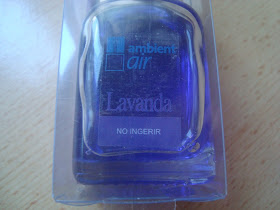 ambient
air
Lavanda
NO INGERIR